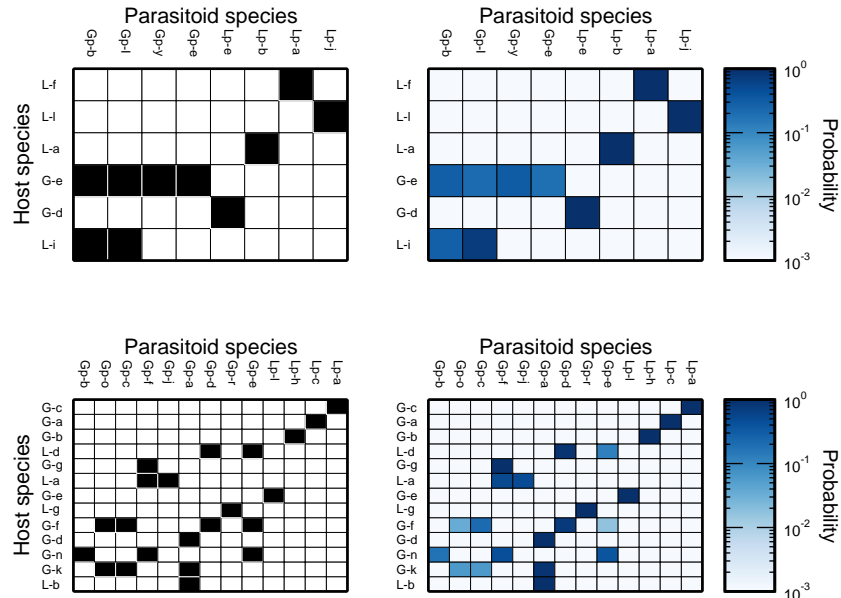 Parasitoid species
Parasitoid species
Gp-b Gp-l Gp-y Gp-e Lp-e Lp-b Lp-a Lp-j
Gp-b Gp-l Gp-y Gp-e Lp-e Lp-b Lp-a Lp-j
Host species
L-f
L-l
L-a
G-e
G-d
L-i
10^0
10^-1
10^-2
10^-3
Probability
Parasitoid species
Parasitoid species
Gp-b Gp-o Gp-c Gp-f Gp-j Gp-a Gp-d Gp-r Gp-e Lp-l Lp-h Lp-c Lp-a
Gp-b Gp-o Gp-c Gp-f Gp-j Gp-a Gp-d Gp-r Gp-e Lp-l Lp-h Lp-c Lp-a
Host species
G-c
G-a
G-b
L-d
G-g
L-a
G-e
L-g
G-f
G-d
G-n
G-k
L-b
G-c
G-a
G-b
L-d
G-g
L-a
G-e
L-g
G-f
G-d
G-n
G-k
L-b
10^0
10^-1
10^-2
10^-3
Probability